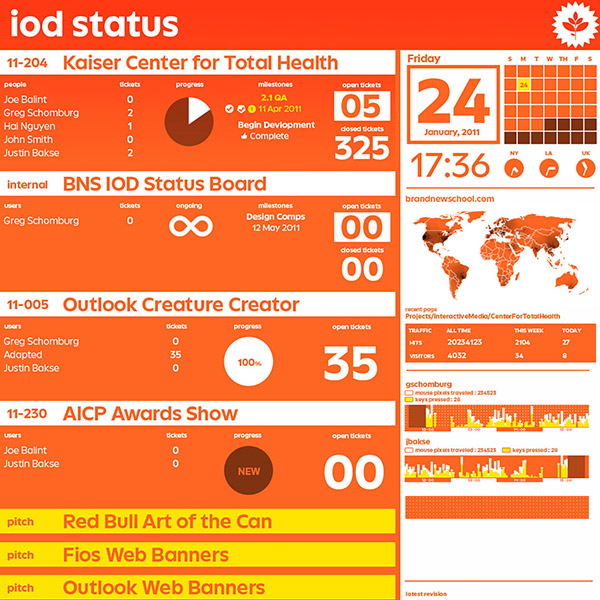 iod status
11-204 Kaiser Center for Total Health
people tickets progress milestones open tickets
Joe Balint 0
Greg Schomburg 2
Hai Nguyen 1
John Smith 0
Justin Bakse 2
2.1 QA
11 Apr 2011
Begin Devlopment
Complete
05
closed tickets
325
internal BNS IOD Status Board
users tickets ongoing milestones open tickets
Greg Schomburg 0
Design Comps
12 May 2011
00
closed tickets
00
11-005 Outlook Creature Creator
users tickets progress open tickets
Greg Schomburg 0
Adapted 35
Justin Bakse 0
100%
35
11-230 AICP Awards Show
users tickets progress open tickets
Joe Balint 0
Justin Bakse 0
NEW
00
pitch Red Bull Art of the Can
pitch Fios Web Banners
pitch Outlook Web Banners
Friday
24
January, 2011
S M T W TH F S
24
17:36
NY LA UK
brandnewschool.com
recent page
Projects/InteractiveMedia/CenterForTotalHealth
TRAFFIC ALL TIME THIS WEEK TODAY
HITS 20234123 2104 27
VISITORS 4032 34 8
gschomburg
mouse pixels traveled : 234523
keys pressed : 26
jbakse
mouse pixels traveled : 234523 keys pressed : 26
latest revision